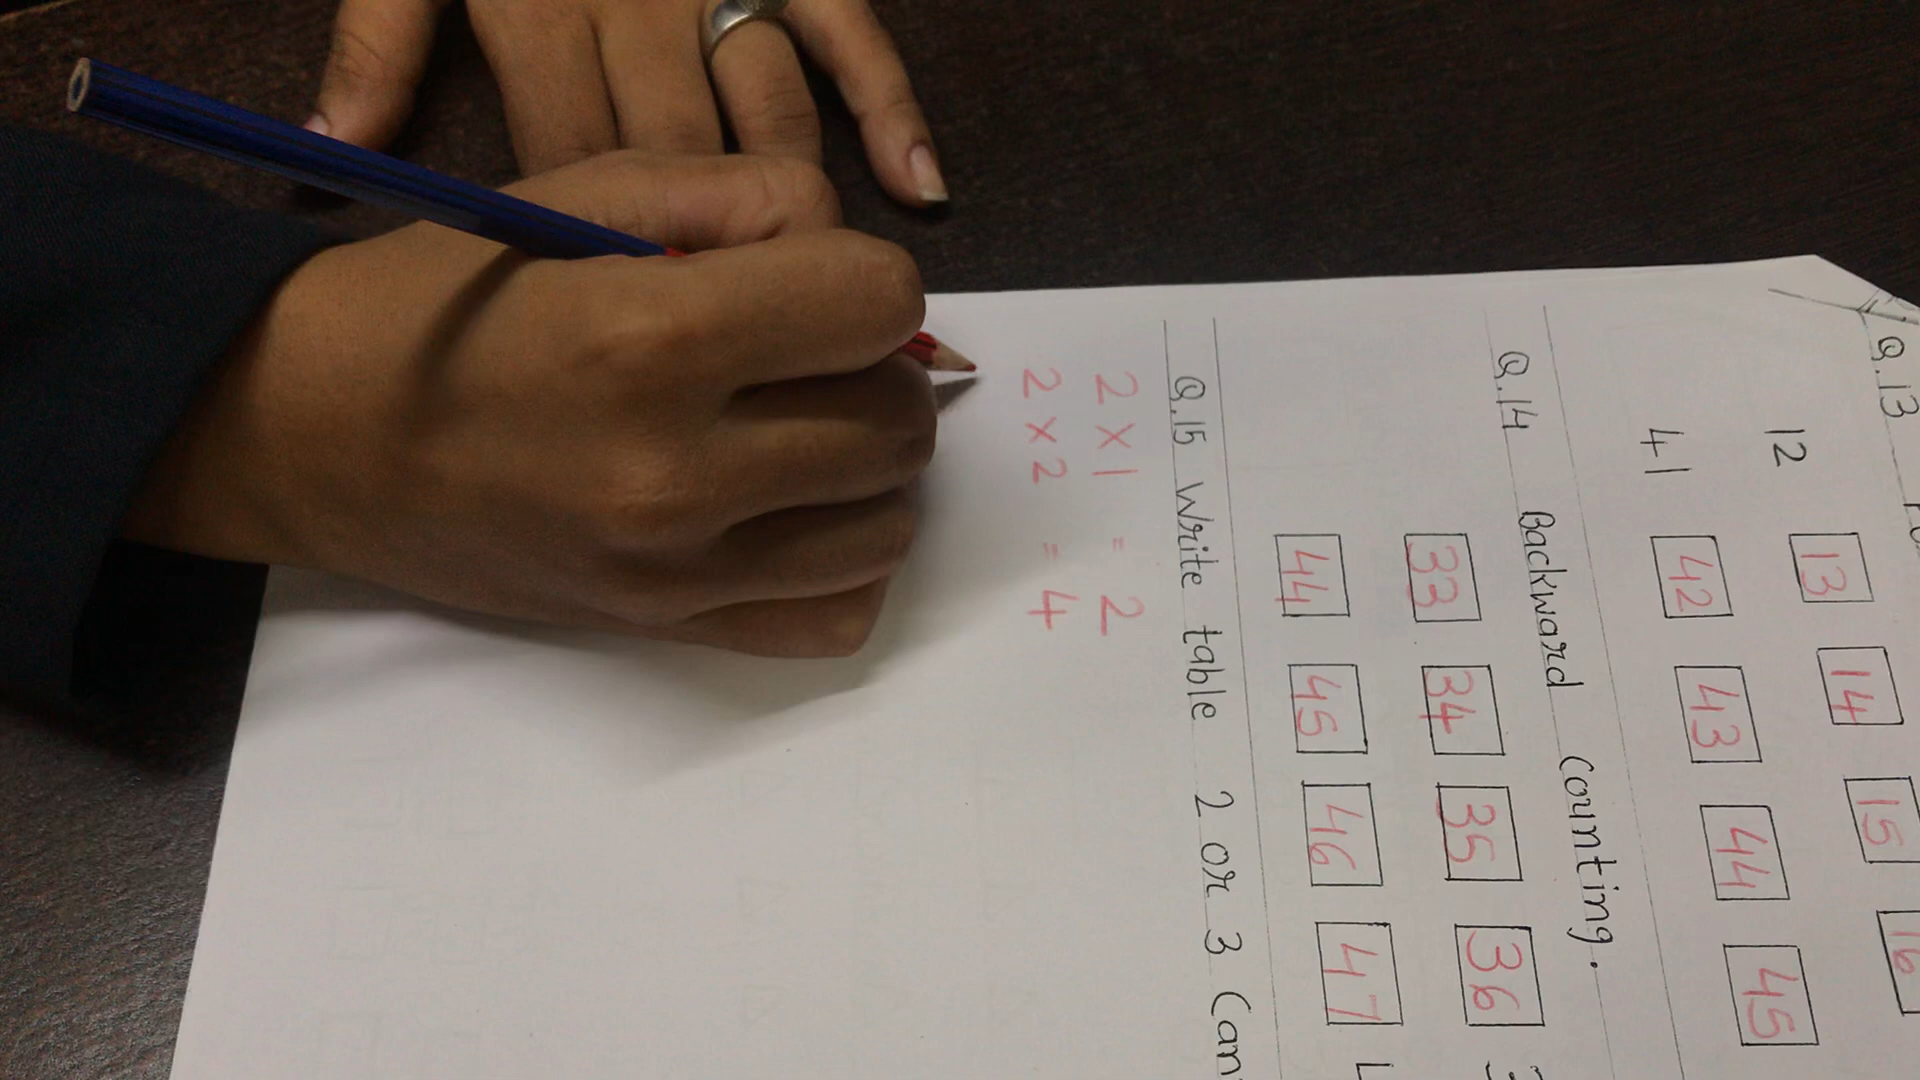 Q.13
12 13 14 15 16
41 42 43 44 45
Q.14 Backward Counting.
33 34 35 36
44 45 46 47
Q.15 Write table 2 or 3
2 × 1 = 2
2 × 2 = 4